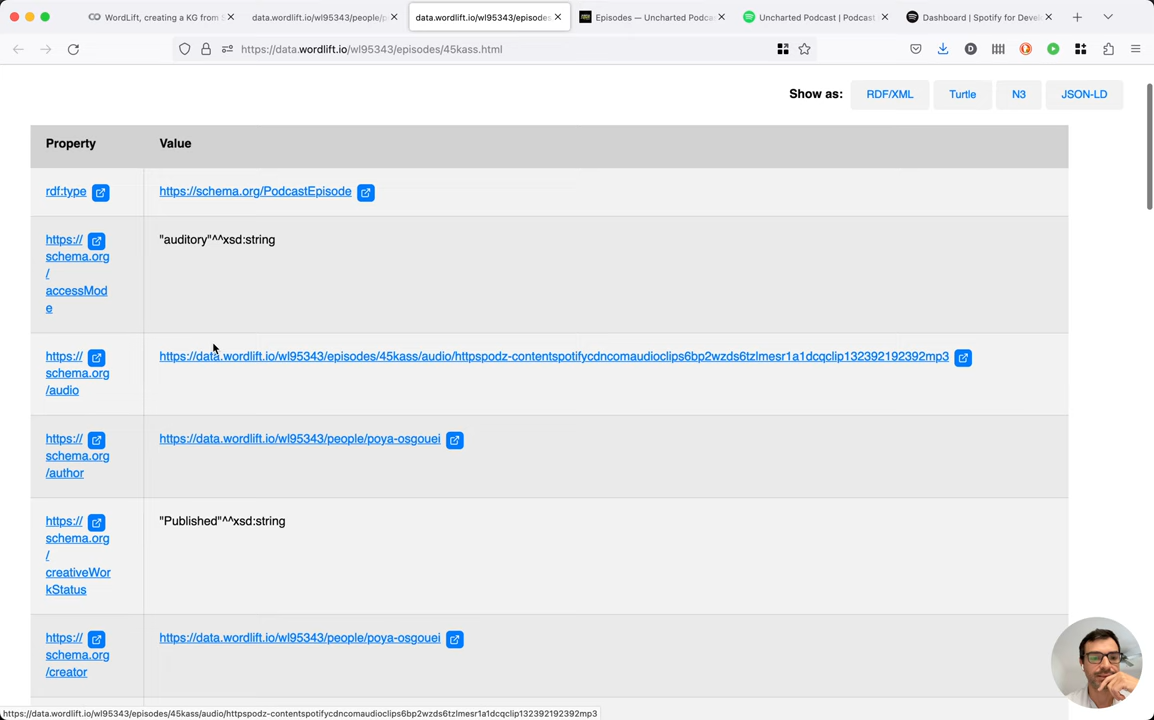 WordLift, creating a KG from
data.wordlift.io/wl95343/people/p
data.wordlift.io/wl95343/episodes
Episodes — Uncharted Podca
Uncharted Podcast | Podcast
Dashboard | Spotify for Devel
https://data.wordlift.io/wl95343/episodes/45kass.html
Show as:
RDF/XML
Turtle
N3
JSON-LD
Property
Value
rdf:type
https://schema.org/PodcastEpisode
https://
schema.org
/
accessMod
e
"auditory"^^xsd:string
https://
schema.org
/audio
https://data.wordlift.io/wl95343/episodes/45kass/audio/httpspodz-contentspotifycdncomaudioclips6bp2wzds6tzlmesr1a1dcqclip132392192392mp3
https://
schema.org
/author
https://data.wordlift.io/wl95343/people/poya-osgouei
https://
schema.org
/
creativeWor
kStatus
"Published"^^xsd:string
https://
schema.org
/creator
https://data.wordlift.io/wl95343/people/poya-osgouei
https://data.wordlift.io/wl95343/episodes/45kass/audio/httpspodz-contentspotifycdncomaudioclips6bp2wzds6tzlmesr1a1dcqclip132392192392mp3